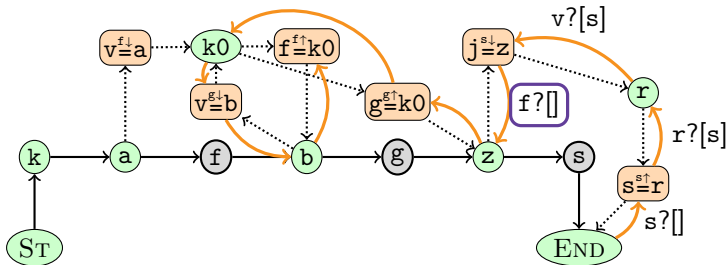 v?[s]
v=f↓a
k0
f=f↑k0
j=s↓z
v=g↓b
g=g↑k0
f?[]
r
r?[s]
k
a
f
b
g
z
s
s=s↑r
s?[]
ST
END